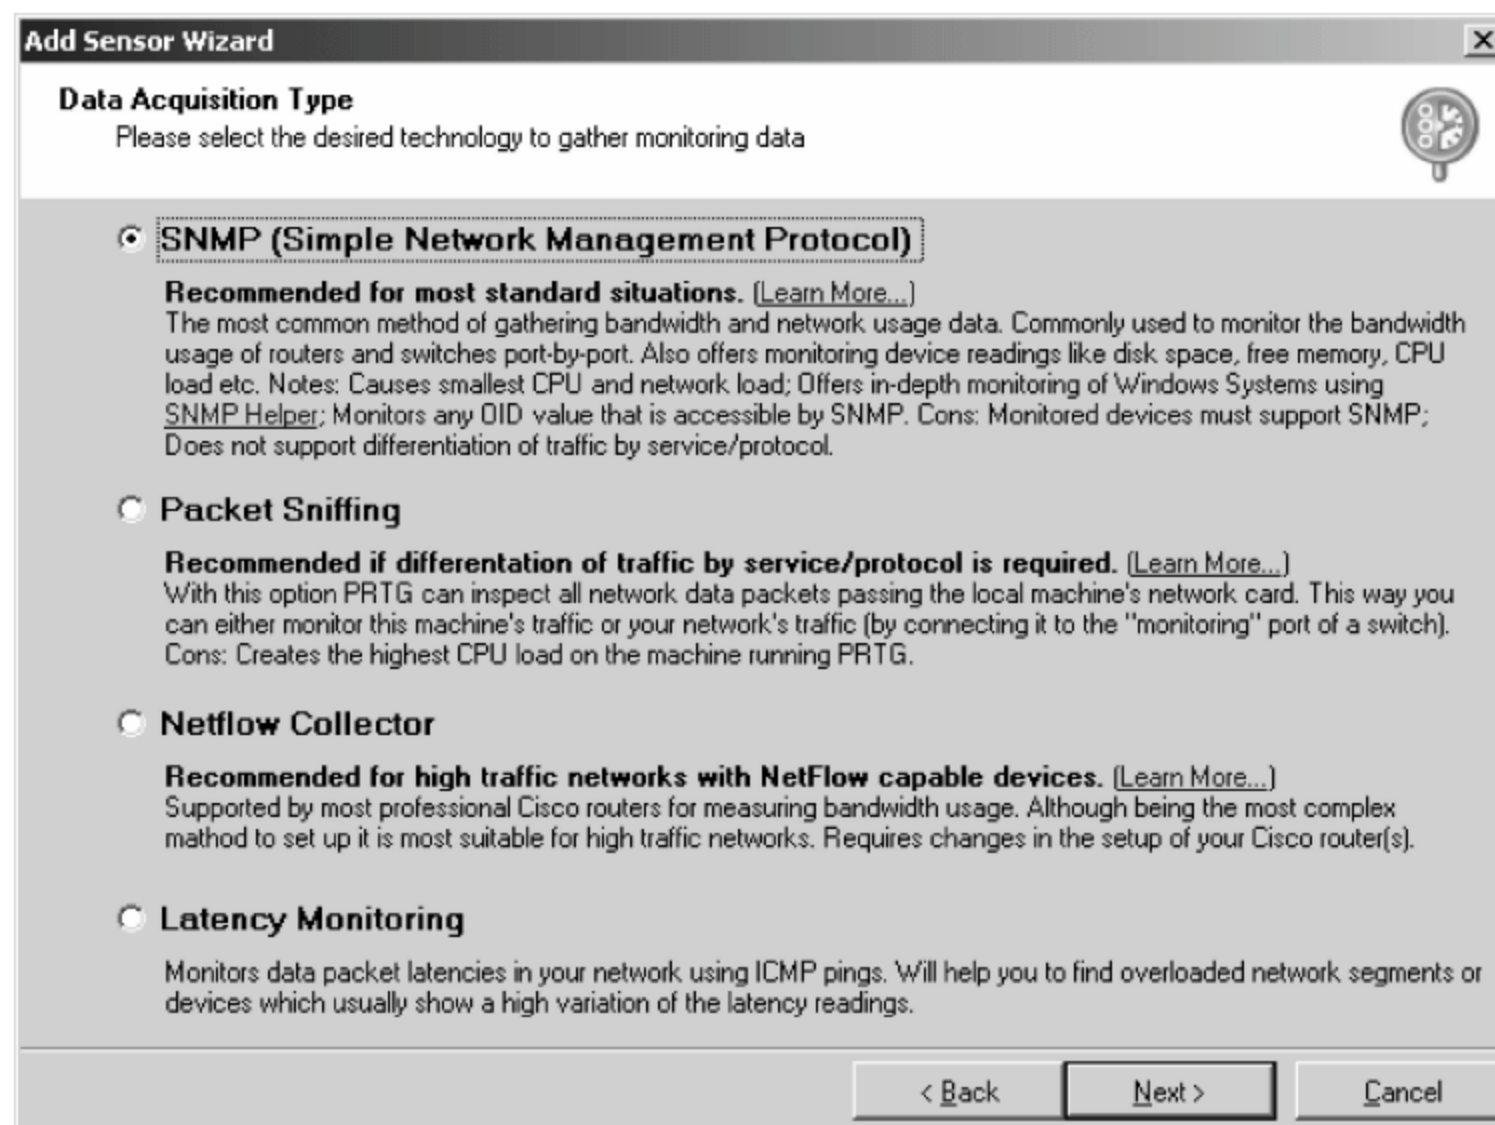 Add Sensor Wizard
Data Acquisition Type
Please select the desired technology to gather monitoring data
SNMP (Simple Network Management Protocol)
Recommended for most standard situations. (Learn More...)
The most common method of gathering bandwidth and network usage data. Commonly used to monitor the bandwidth
usage of routers and switches port-by-port. Also offers monitoring device readings like disk space, free memory, CPU
load etc. Notes: Causes smallest CPU and network load; Offers in-depth monitoring of Windows Systems using
SNMP Helper; Monitors any OID value that is accessible by SNMP. Cons: Monitored devices must support SNMP;
Does not support differentiation of traffic by service/protocol.
Packet Sniffing
Recommended if differentation of traffic by service/protocol is required. (Learn More...)
With this option PRTG can inspect all network data packets passing the local machine's network card. This way you
can either monitor this machine's traffic or your network's traffic (by connecting it to the "monitoring" port of a switch).
Cons: Creates the highest CPU load on the machine running PRTG.
Netflow Collector
Recommended for high traffic networks with NetFlow capable devices. (Learn More...)
Supported by most professional Cisco routers for measuring bandwidth usage. Although being the most complex
mathod to set up it is most suitable for high traffic networks. Requires changes in the setup of your Cisco router(s).
Latency Monitoring
Monitors data packet latencies in your network using ICMP pings. Will help you to find overloaded network segments or
devices which usually show a high variation of the latency readings.
< Back
Next >
Cancel